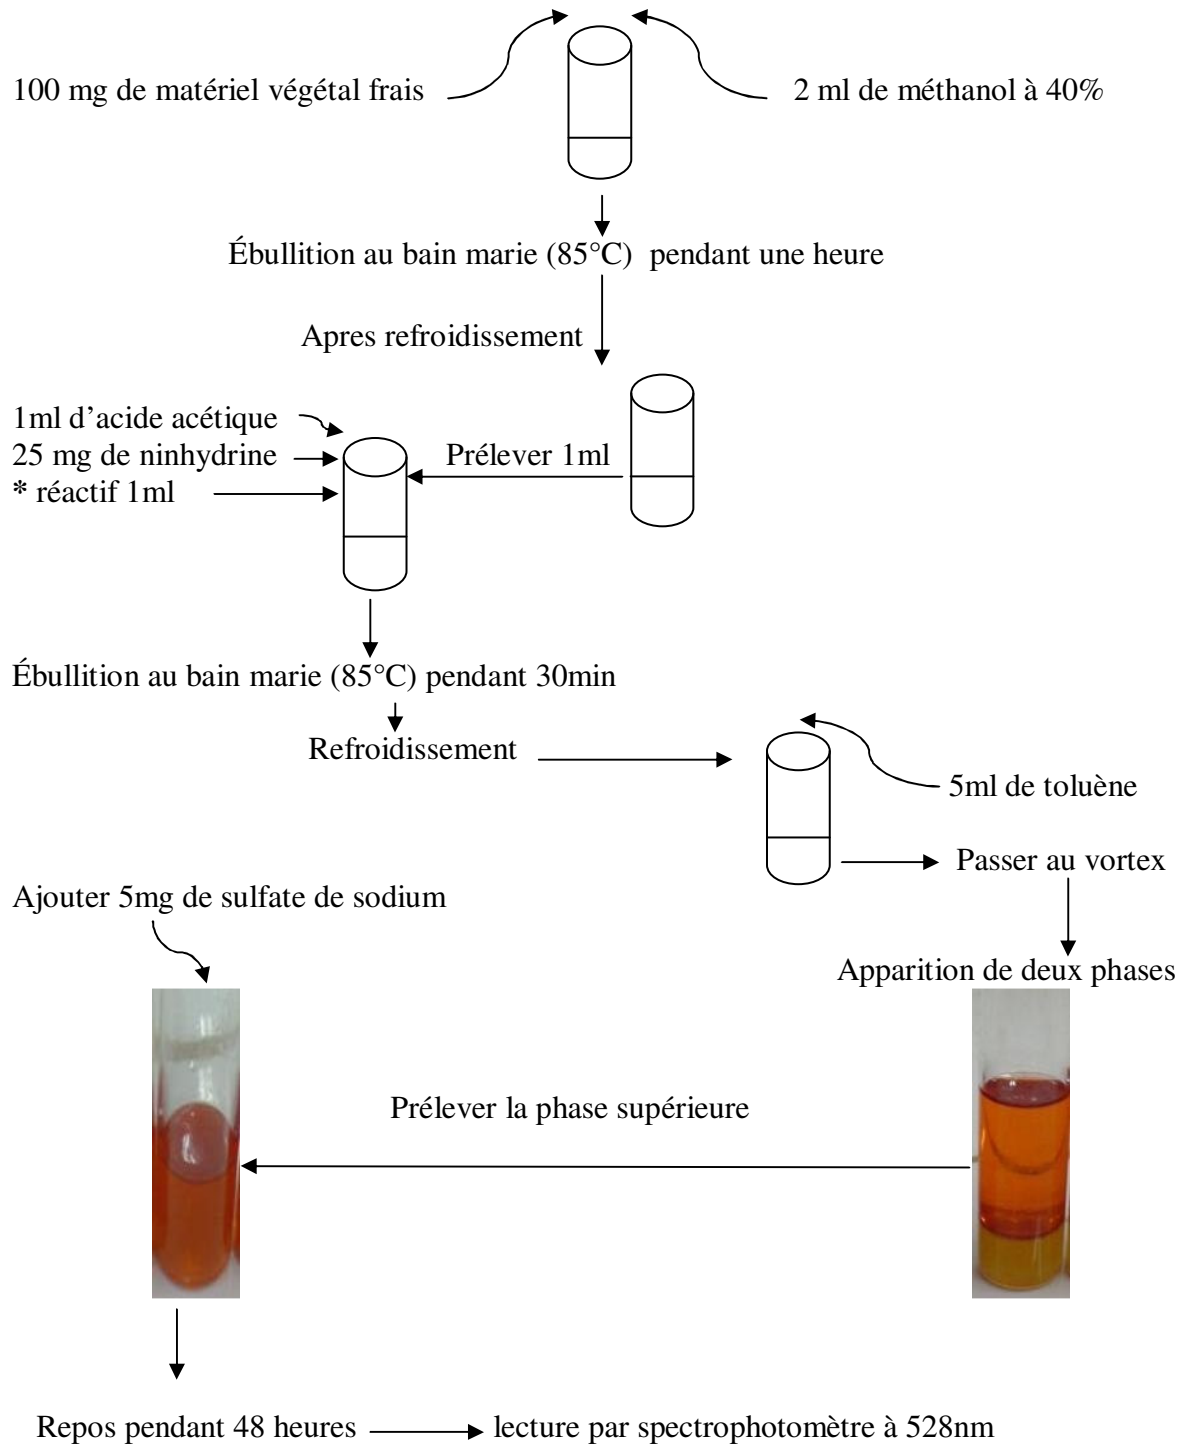 100 mg de matériel végétal frais
2 ml de méthanol à 40%
Ébullition au bain marie (85°C) pendant une heure
Apres refroidissement
1ml d’acide acétique
25 mg de ninhydrine
* réactif 1ml
Prélever 1ml
Ébullition au bain marie (85°C) pendant 30min
Refroidissement
5ml de toluène
Passer au vortex
Ajouter 5mg de sulfate de sodium
Apparition de deux phases
Prélever la phase supérieure
Repos pendant 48 heures
lecture par spectrophotomètre à 528nm